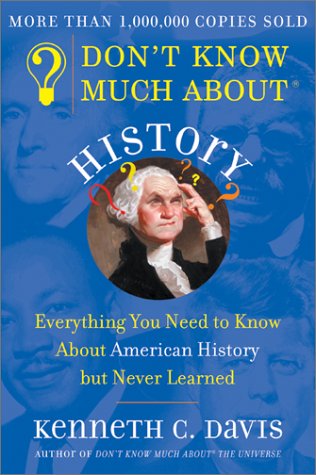 MORE THAN 1,000,000 COPIES SOLD
? DON'T KNOW
MUCH ABOUT®
HISTORY
? ? ? ? ?
Everything You Need to Know
About American History
but Never Learned
KENNETH C. DAVIS
AUTHOR OF DON'T KNOW MUCH ABOUT® THE UNIVERSE